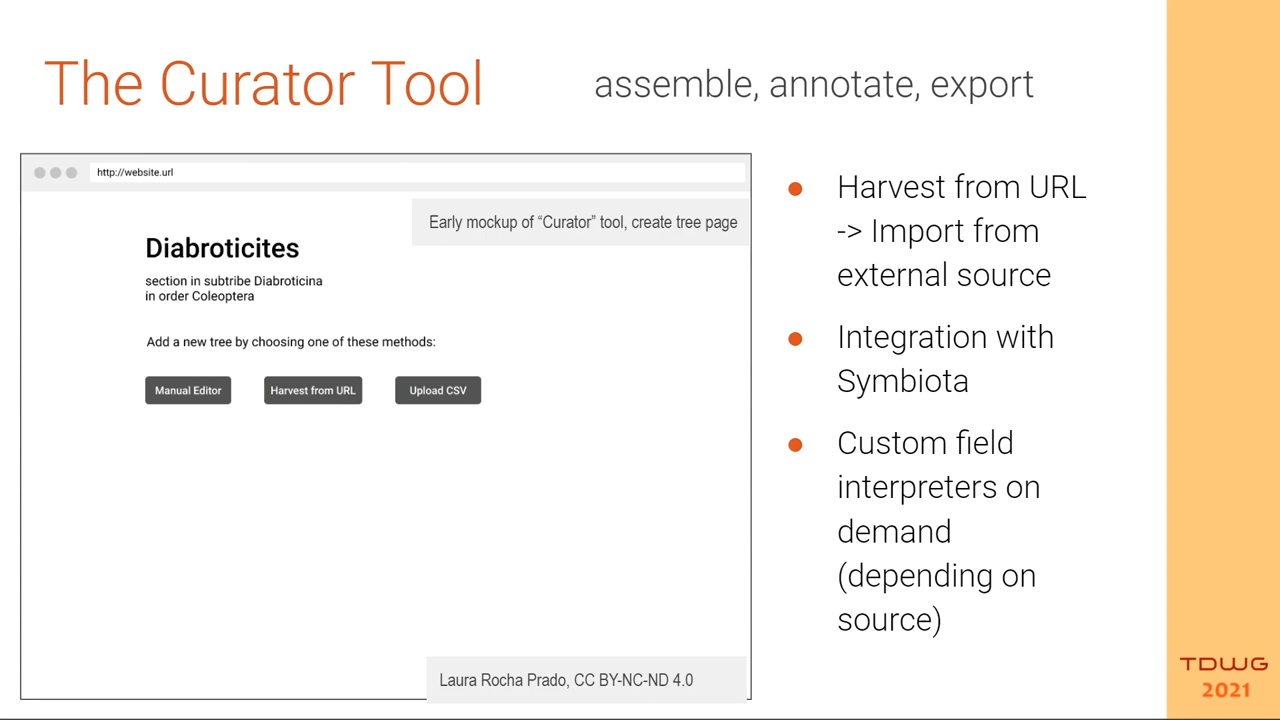 The Curator Tool
assemble, annotate, export
http://website.url
Early mockup of “Curator” tool, create tree page
Diabroticites
section in subtribe Diabroticina
in order Coleoptera
Add a new tree by choosing one of these methods:
Manual Editor
Harvest from URL
Upload CSV
Laura Rocha Prado, CC BY-NC-ND 4.0
● Harvest from URL
-> Import from
external source
● Integration with
Symbiota
● Custom field
interpreters on
demand
(depending on
source)
TDWG
2021